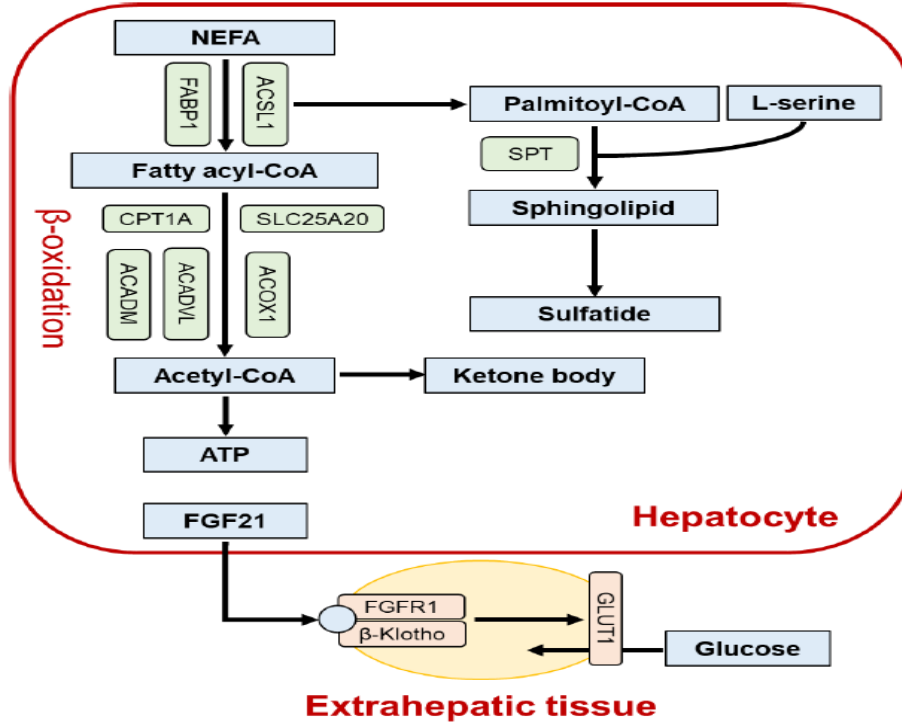 NEFA
FABP1
ACSL1
Palmitoyl-CoA
L-serine
Fatty acyl-CoA
SPT
CPT1A
SLC25A20
Sphingolipid
β-oxidation
ACADM
ACADVL
ACOX1
Sulfatide
Acetyl-CoA
Ketone body
ATP
FGF21
Hepatocyte
FGFR1
β-Klotho
GLUT1
Glucose
Extrahepatic tissue